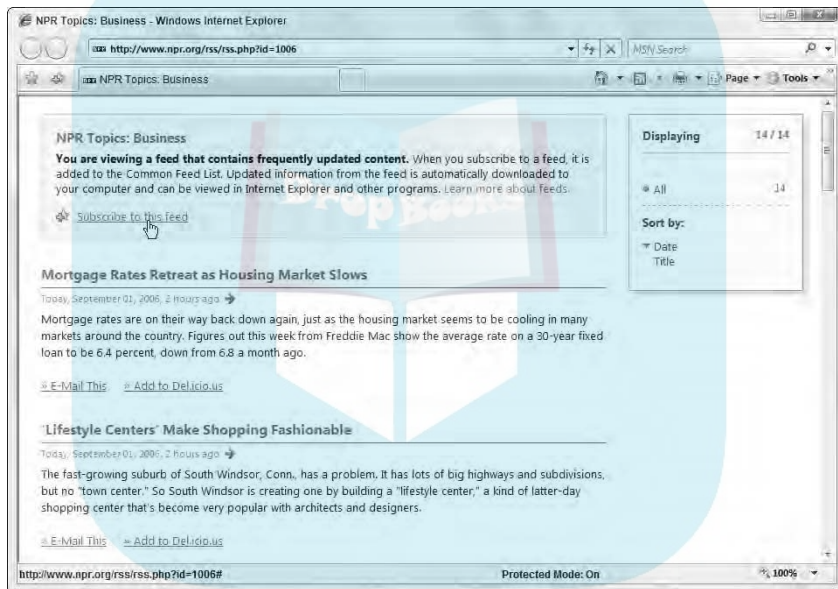 NPR Topics: Business - Windows Internet Explorer
http://www.npr.org/rss/rss.php?id=1006
MSN Search
NPR Topics: Business
Page
Tools
NPR Topics: Business
You are viewing a feed that contains frequently updated content. When you subscribe to a feed, it is
added to the Common Feed List. Updated information from the feed is automatically downloaded to
your computer and can be viewed in Internet Explorer and other programs. Learn more about feeds.
Subscribe to this feed
Displaying 14 / 14
All 14
Sort by:
Date
Title
Drop Books
Mortgage Rates Retreat as Housing Market Slows
Today, September 01, 2006, 2 hours ago
Mortgage rates are on their way back down again, just as the housing market seems to be cooling in many
markets around the country. Figures out this week from Freddie Mac show the average rate on a 30-year fixed
loan to be 6.4 percent, down from 6.8 a month ago.
» E-Mail This » Add to Del.icio.us
'Lifestyle Centers' Make Shopping Fashionable
Today, September 01, 2006, 2 hours ago
The fast-growing suburb of South Windsor, Conn., has a problem. It has lots of big highways and subdivisions,
but no "town center." So South Windsor is creating one by building a "lifestyle center," a kind of latter-day
shopping center that's become very popular with architects and designers.
» E-Mail This » Add to Del.icio.us
http://www.npr.org/rss/rss.php?id=1006#
Protected Mode: On
100%